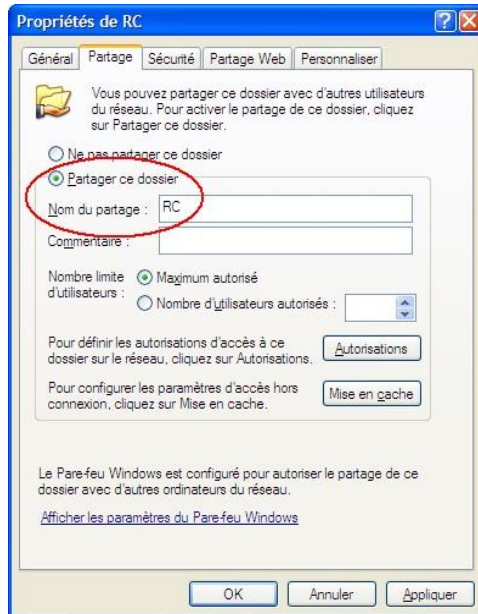 Propriétés de RC
Général Partage Sécurité Partage Web Personnaliser
Vous pouvez partager ce dossier avec d'autres utilisateurs
du réseau. Pour activer le partage de ce dossier, cliquez
sur Partager ce dossier.
Ne pas partager ce dossier
Partager ce dossier
Nom du partage : RC
Commentaire :
Nombre limite
d'utilisateurs :
Maximum autorisé
Nombre d'utilisateurs autorisés :
Pour définir les autorisations d'accès à ce
dossier sur le réseau, cliquez sur Autorisations.
Autorisations
Pour configurer les paramètres d'accès hors
connexion, cliquez sur Mise en cache.
Mise en cache
Le Pare-feu Windows est configuré pour autoriser le partage de ce
dossier avec d'autres ordinateurs du réseau.
Afficher les paramètres du Pare-feu Windows
OK Annuler Appliquer